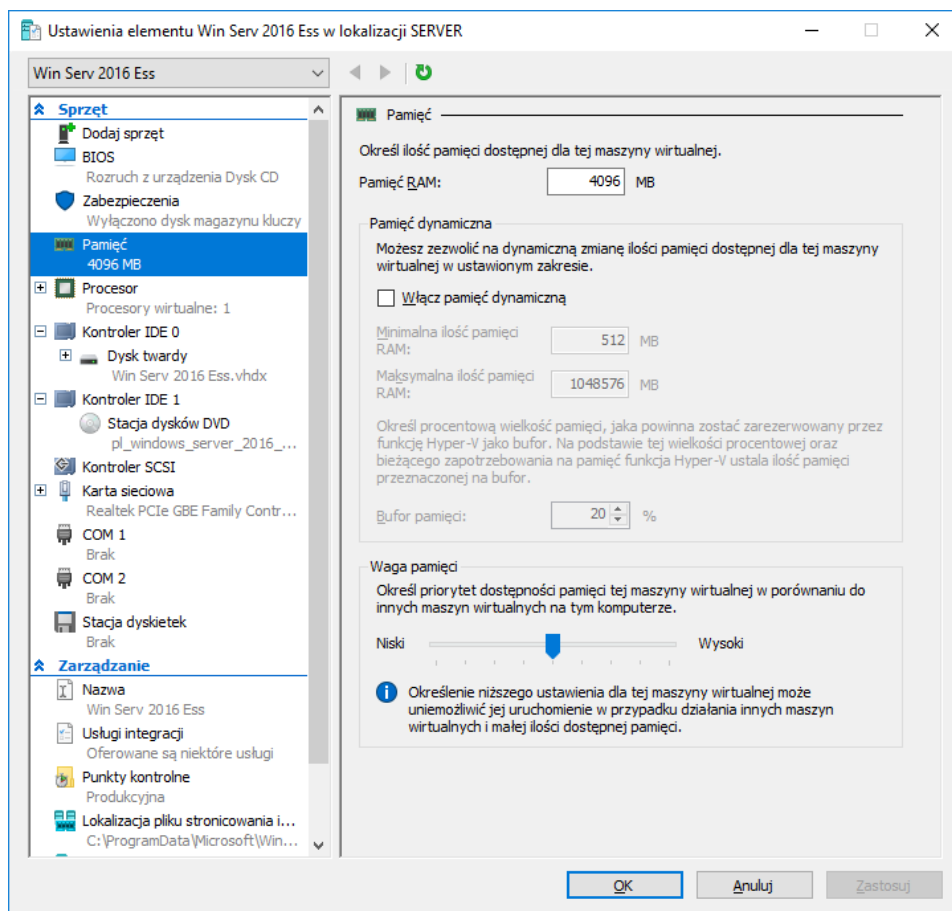 Ustawienia elementu Win Serv 2016 Ess w lokalizacji SERVER
Win Serv 2016 Ess
Sprzęt
Dodaj sprzęt
BIOS
Rozruch z urządzenia Dysk CD
Zabezpieczenia
Wyłączono dysk magazynu kluczy
Pamięć
4096 MB
Procesor
Procesory wirtualne: 1
Kontroler IDE 0
Dysk twardy
Win Serv 2016 Ess.vhdx
Kontroler IDE 1
Stacja dysków DVD
pl_windows_server_2016_...
Kontroler SCSI
Karta sieciowa
Realtek PCIe GBE Family Contr...
COM 1
Brak
COM 2
Brak
Stacja dyskietek
Brak
Zarządzanie
Nazwa
Win Serv 2016 Ess
Usługi integracji
Oferowane są niektóre usługi
Punkty kontrolne
Produkcyjna
Lokalizacja pliku stronicowania i...
C:\ProgramData\Microsoft\Win...
Pamięć
Określ ilość pamięci dostępnej dla tej maszyny wirtualnej.
Pamięć RAM: 4096 MB
Pamięć dynamiczna
Możesz zezwolić na dynamiczną zmianę ilości pamięci dostępnej dla tej maszyny
wirtualnej w ustawionym zakresie.
Włącz pamięć dynamiczną
Minimalna ilość pamięci
RAM: 512 MB
Maksymalna ilość pamięci
RAM: 1048576 MB
Określ procentową wielkość pamięci, jaka powinna zostać zarezerwowany przez
funkcję Hyper-V jako bufor. Na podstawie tej wielkości procentowej oraz
bieżącego zapotrzebowania na pamięć funkcja Hyper-V ustala ilość pamięci
przeznaczonej na bufor.
Bufor pamięci: 20 %
Waga pamięci
Określ priorytet dostępności pamięci tej maszyny wirtualnej w porównaniu do
innych maszyn wirtualnych na tym komputerze.
Niski Wysoki
Określenie niższego ustawienia dla tej maszyny wirtualnej może
uniemożliwić jej uruchomienie w przypadku działania innych maszyn
wirtualnych i małej ilości dostępnej pamięci.
OK Anuluj Zastosuj